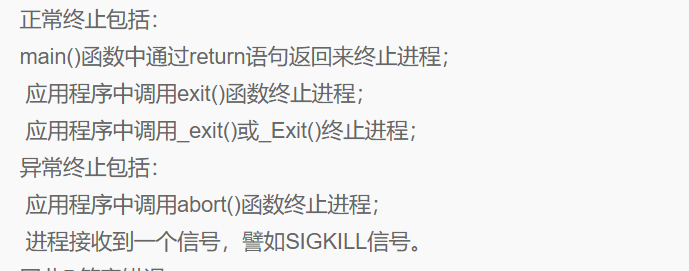 正常终止包括：
main()函数中通过return语句返回来终止进程；
应用程序中调用exit()函数终止进程；
应用程序中调用_exit()或_Exit()终止进程；
异常终止包括：
应用程序中调用abort()函数终止进程；
进程接收到一个信号，譬如SIGKILL信号。